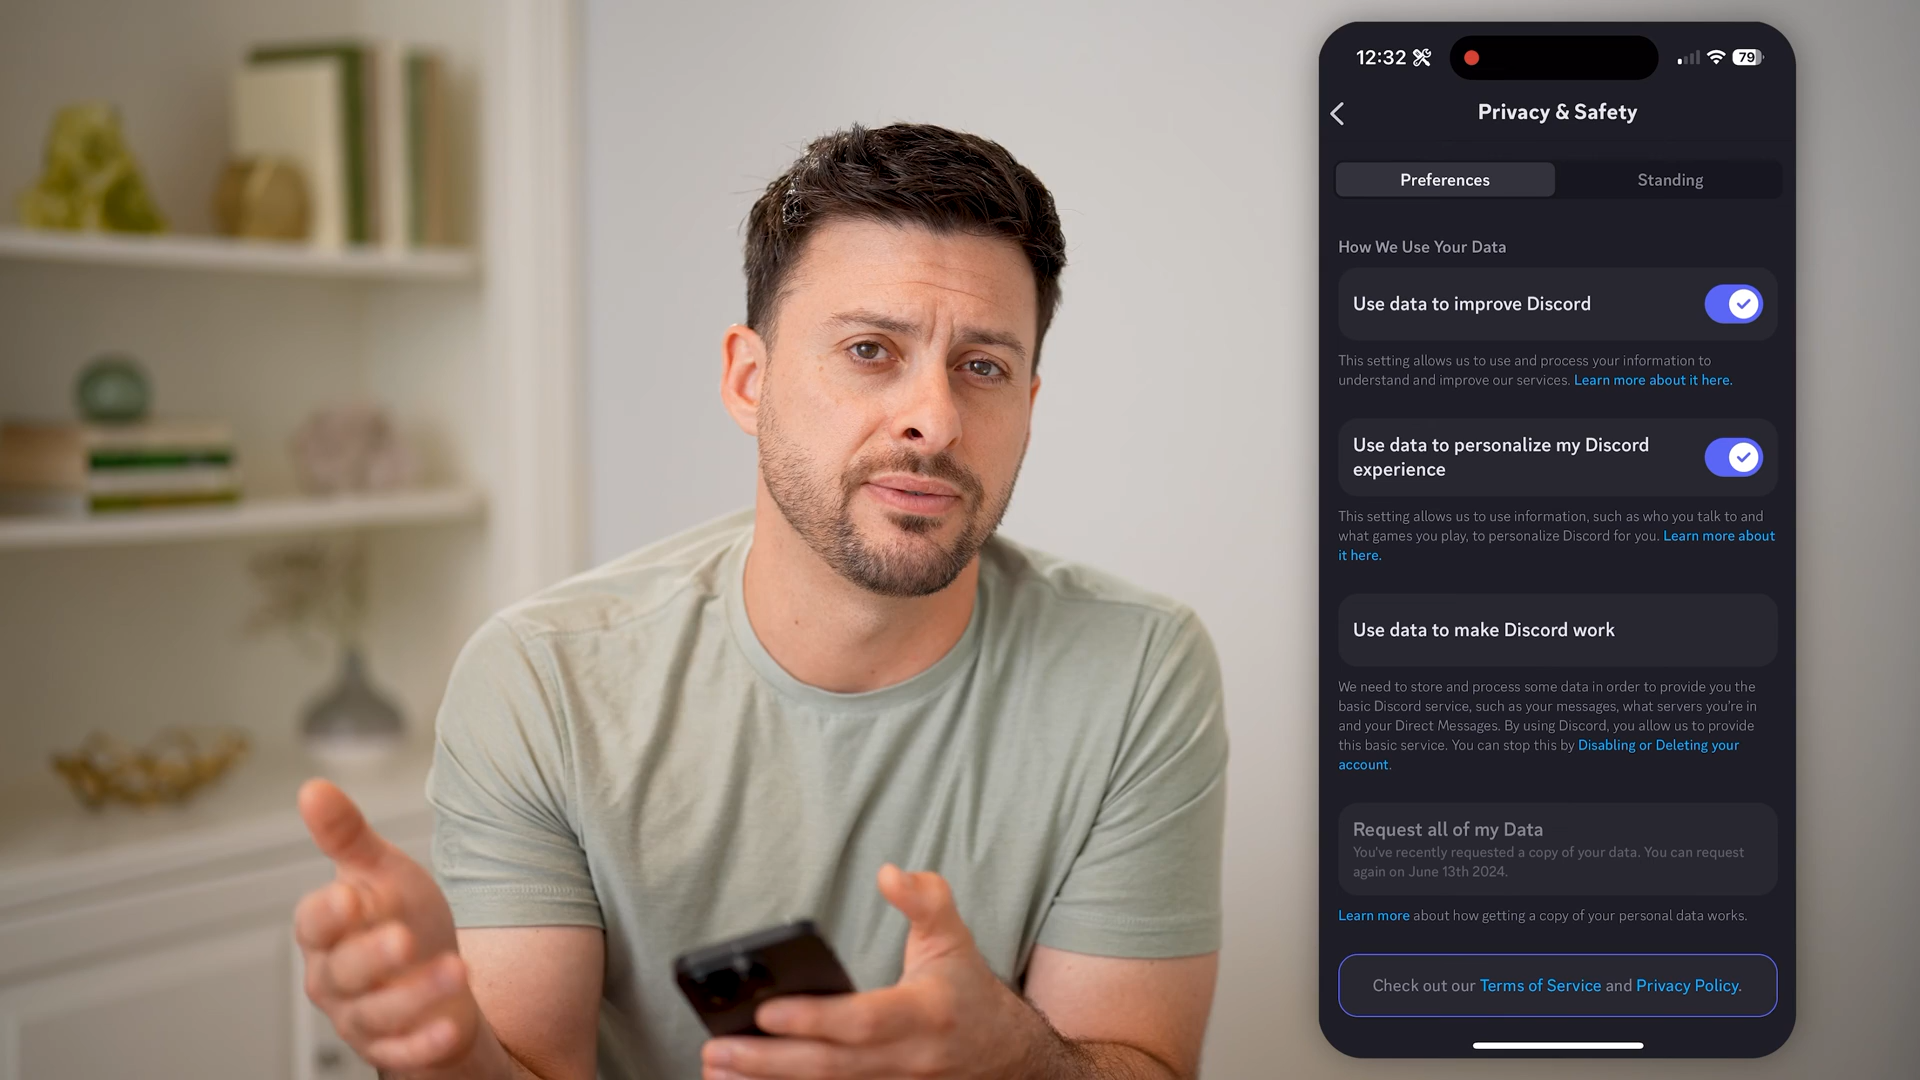 12:32
79
Privacy & Safety
Preferences
Standing
How We Use Your Data
Use data to improve Discord
This setting allows us to use and process your information to
understand and improve our services. Learn more about it here.
Use data to personalize my Discord
experience
This setting allows us to use information, such as who you talk to and
what games you play, to personalize Discord for you. Learn more about
it here.
Use data to make Discord work
We need to store and process some data in order to provide you the
basic Discord service, such as your messages, what servers you're in
and your Direct Messages. By using Discord, you allow us to provide
this basic service. You can stop this by Disabling or Deleting your
account.
Request all of my Data
You've recently requested a copy of your data. You can request
again on June 13th 2024.
Learn more about how getting a copy of your personal data works.
Check out our Terms of Service and Privacy Policy.